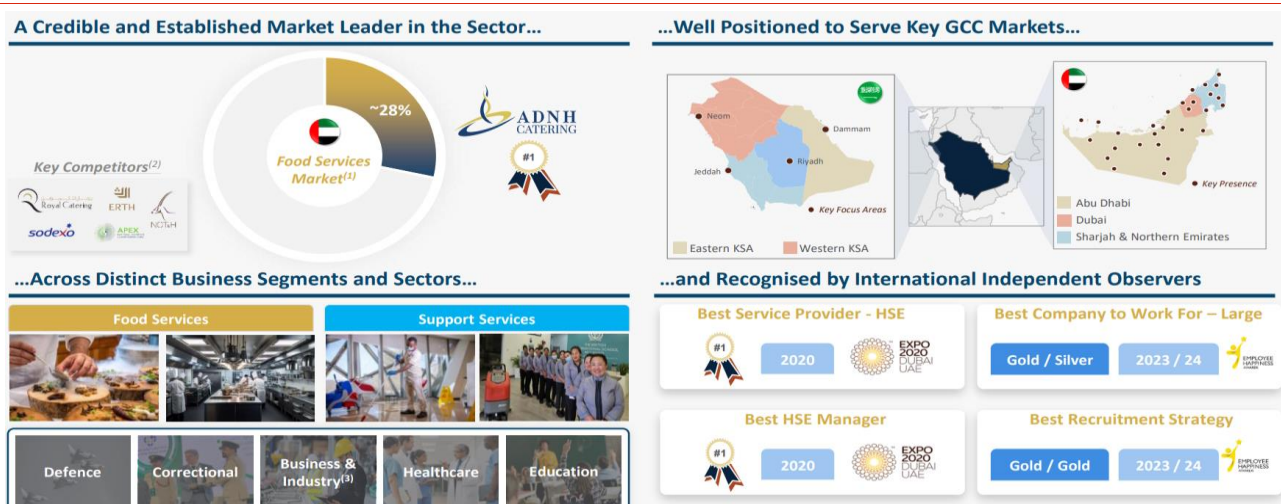 A Credible and Established Market Leader in the Sector...
~28%
Food Services
Market(1)
ADNH
CATERING
#1
Key Competitors(2)
Royal Catering
ERTH
NCTH
sodexo
APEX
...Well Positioned to Serve Key GCC Markets...
Neom
Dammam
Riyadh
Jeddah
Key Focus Areas
Eastern KSA
Western KSA
Key Presence
Abu Dhabi
Dubai
Sharjah & Northern Emirates
...Across Distinct Business Segments and Sectors...
Food Services
Support Services
Defence
Correctional
Business &
Industry(3)
Healthcare
Education
...and Recognised by International Independent Observers
Best Service Provider - HSE
#1
2020
EXPO
2020
DUBAI
UAE
Best Company to Work For – Large
Gold / Silver
2023 / 24
EMPLOYEE
HAPPINESS
Best HSE Manager
#1
2020
EXPO
2020
DUBAI
UAE
Best Recruitment Strategy
Gold / Gold
2023 / 24
EMPLOYEE
HAPPINESS